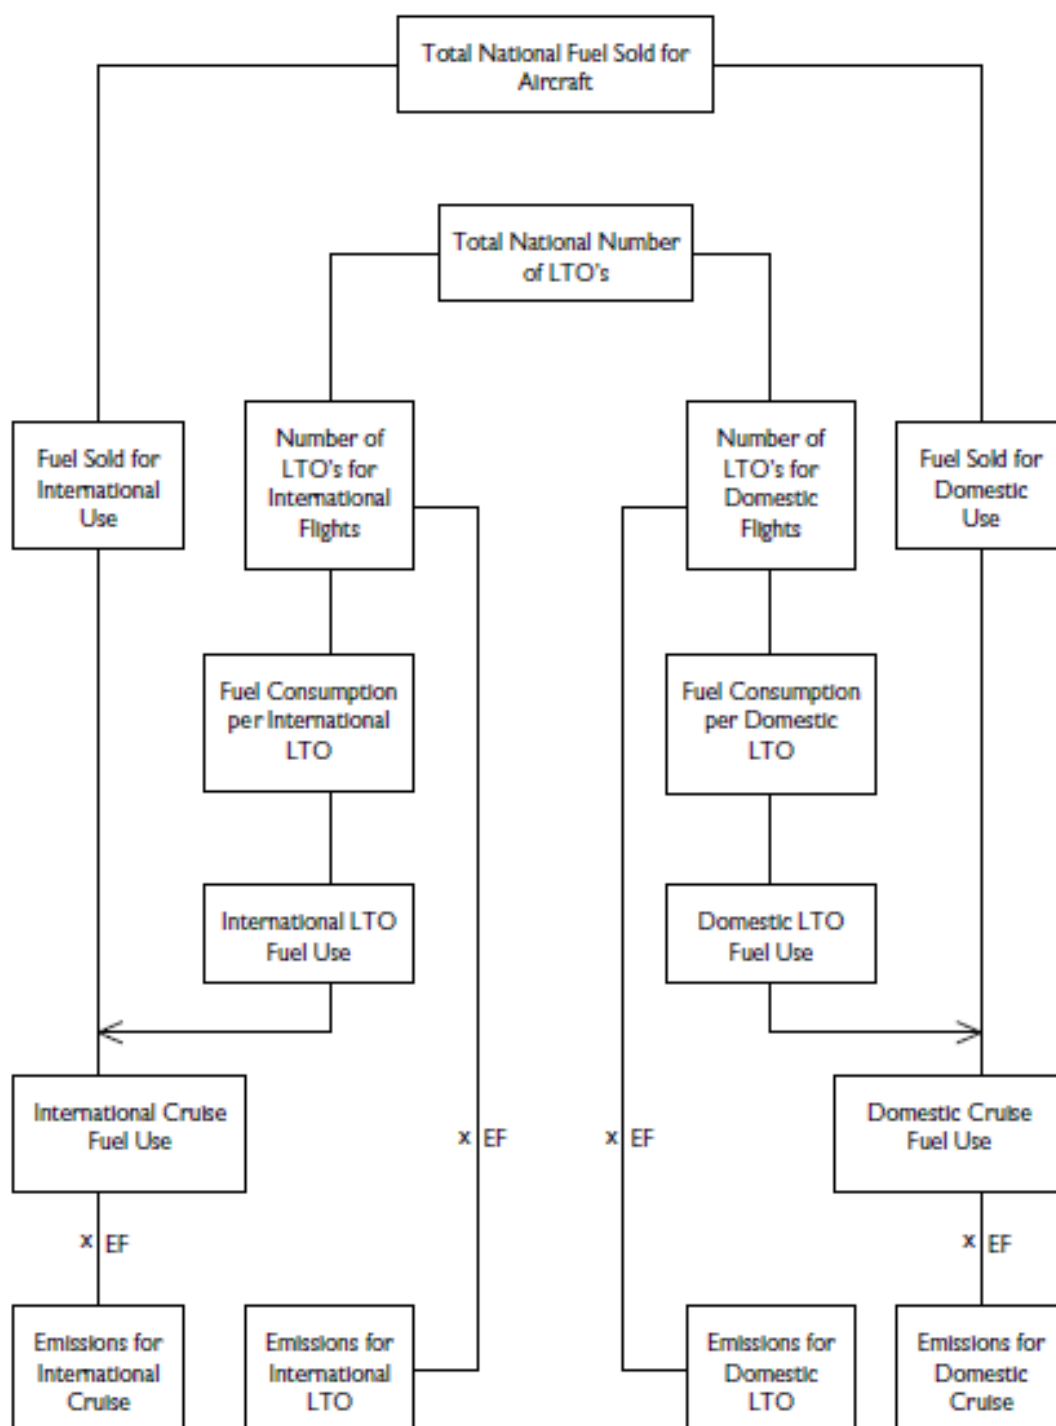 Total National Fuel Sold for
Aircraft
Total National Number
of LTO's
Fuel Sold for
International
Use
Number of
LTO's for
International
Flights
Number of
LTO's for
Domestic
Flights
Fuel Sold for
Domestic
Use
Fuel Consumption
per International
LTO
Fuel Consumption
per Domestic
LTO
International LTO
Fuel Use
Domestic LTO
Fuel Use
International Cruise
Fuel Use
x EF
x EF
Domestic Cruise
Fuel Use
x EF
x EF
Emissions for
International
Cruise
Emissions for
International
LTO
Emissions for
Domestic
LTO
Emissions for
Domestic
Cruise